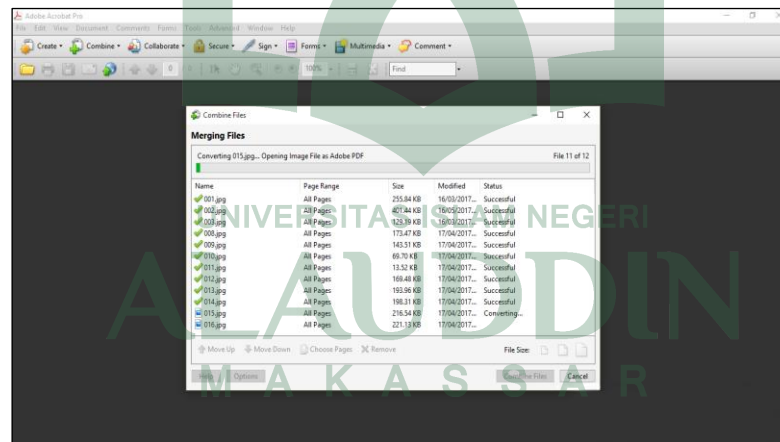 Adobe Acrobat Pro
File Edit View Document Comments Forms Tools Advanced Window Help
Create Combine Collaborate Secure Sign Forms Multimedia Comment
100% Find
Combine Files
Merging Files
Converting 015.jpg... Opening Image File as Adobe PDF File 11 of 12
Name Page Range Size Modified Status
001.jpg All Pages 255.84 KB 16/03/2017... Successful
002.jpg All Pages 401.44 KB 16/05/2017... Successful
003.jpg All Pages 129.39 KB 16/03/2017... Successful
008.jpg All Pages 173.47 KB 17/04/2017... Successful
009.jpg All Pages 143.51 KB 17/04/2017... Successful
010.jpg All Pages 69.70 KB 17/04/2017... Successful
011.jpg All Pages 13.52 KB 17/04/2017... Successful
012.jpg All Pages 169.48 KB 17/04/2017... Successful
013.jpg All Pages 193.96 KB 17/04/2017... Successful
014.jpg All Pages 198.31 KB 17/04/2017... Successful
015.jpg All Pages 216.54 KB 17/04/2017... Converting...
016.jpg All Pages 221.13 KB 17/04/2017...
Move Up Move Down Choose Pages Remove File Size:
Help Options Combine Files Cancel
UNIVERSITAS ISLAM NEGERI
ALAUDDIN
MAKASSAR